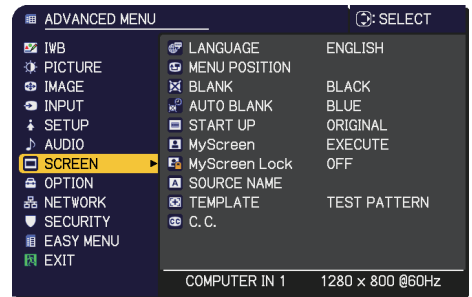 ADVANCED MENU : SELECT
IWB LANGUAGE ENGLISH
PICTURE MENU POSITION
IMAGE BLANK BLACK
INPUT AUTO BLANK BLUE
SETUP START UP ORIGINAL
AUDIO MyScreen EXECUTE
SCREEN MyScreen Lock OFF
OPTION SOURCE NAME
NETWORK TEMPLATE TEST PATTERN
SECURITY C.C.
EASY MENU
EXIT
COMPUTER IN 1 1280 × 800 @60Hz